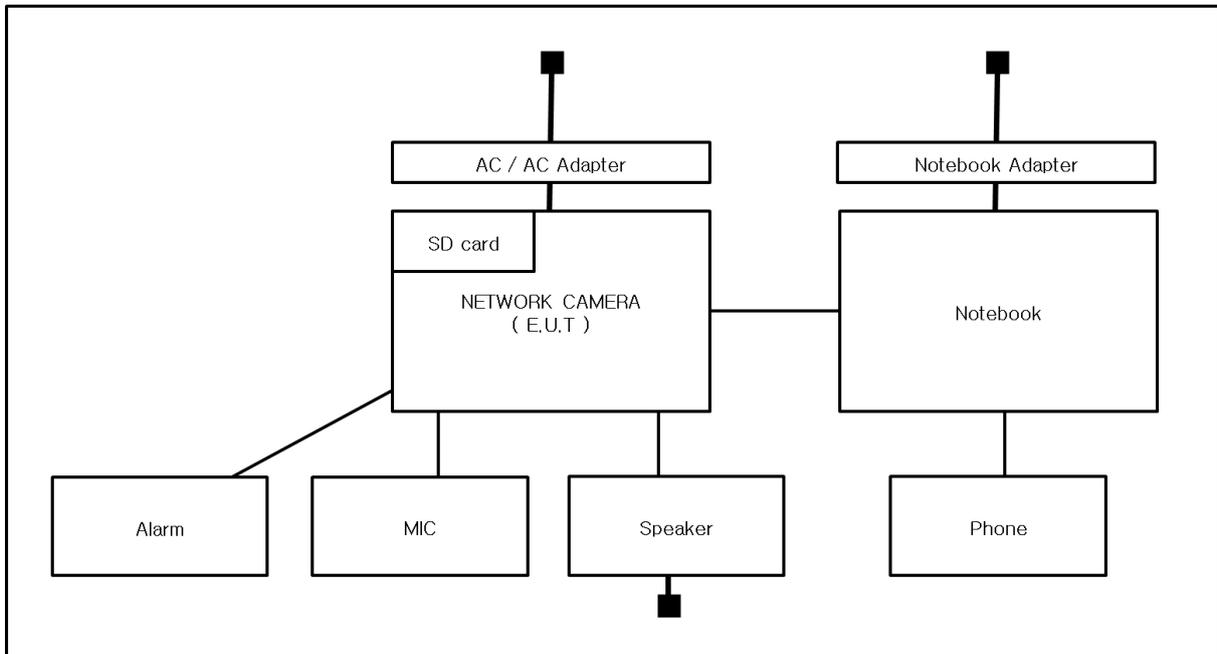 AC / AC Adapter
Notebook Adapter
SD card
NETWORK CAMERA
( E.U.T )
Notebook
Alarm
MIC
Speaker
Phone